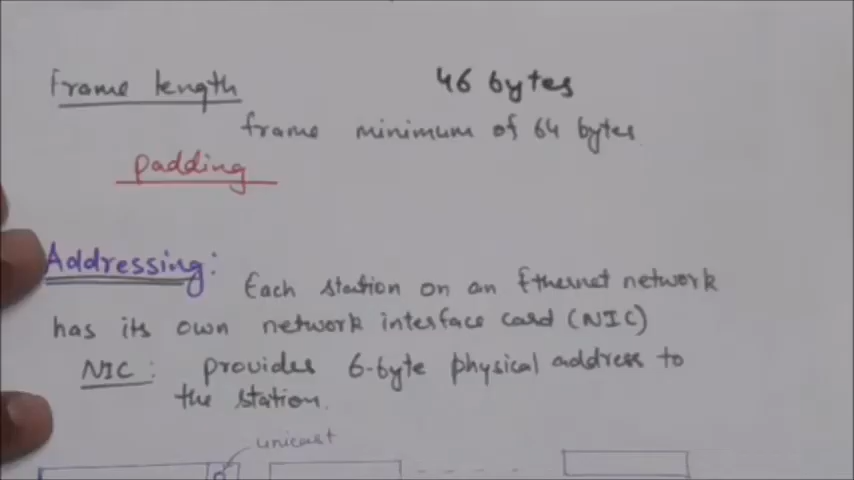 Frame length 46 bytes
frame minimum of 64 bytes
padding
Addressing:
Each station on an Ethernet network
has its own network interface card (NIC)
NIC: provides 6-byte physical address to
the station.
unicast